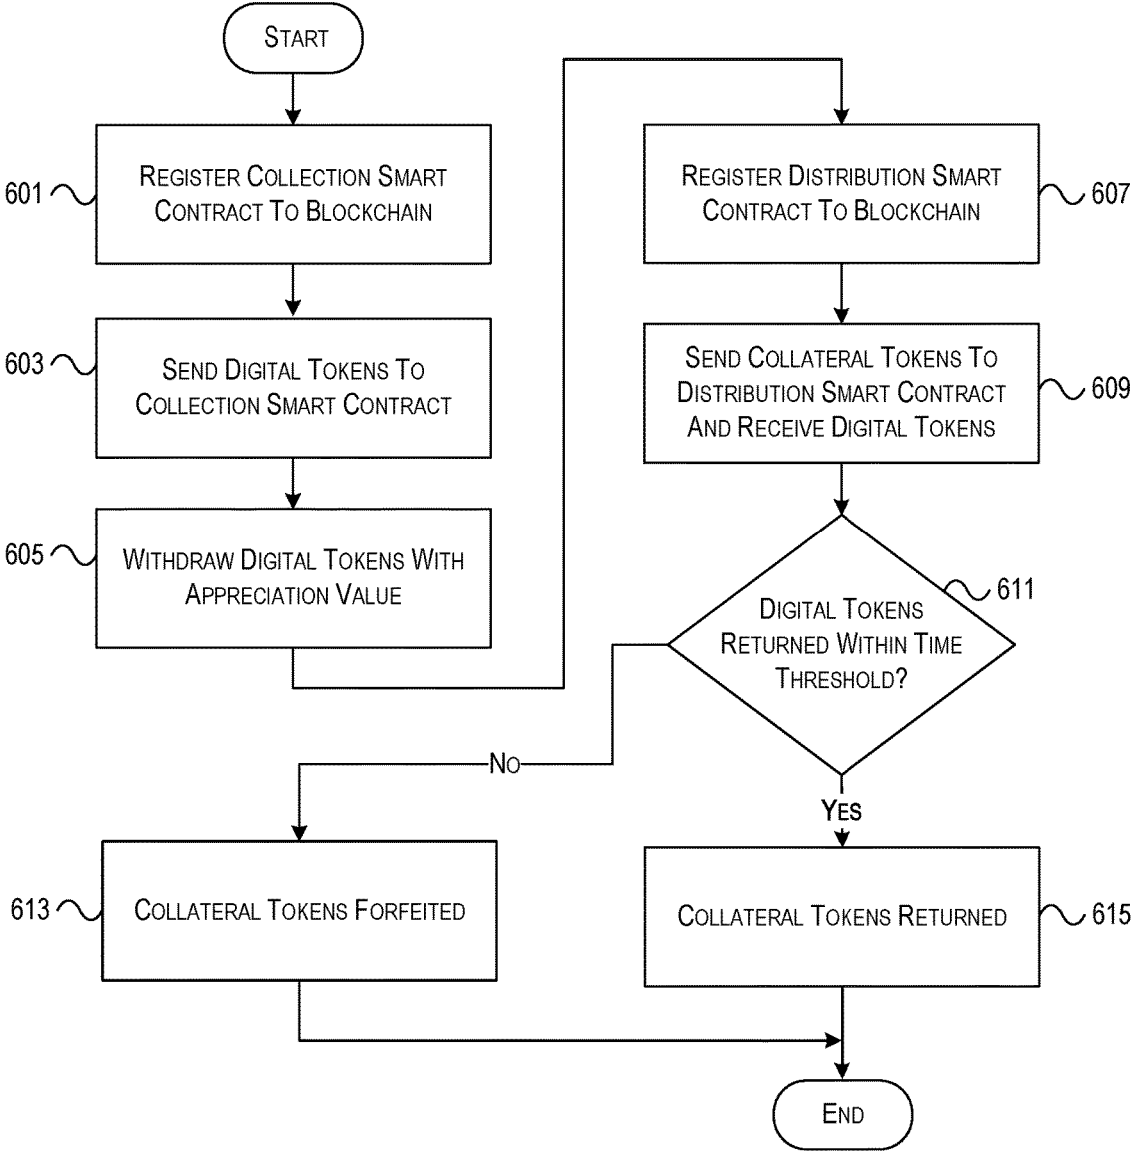 START
601
REGISTER COLLECTION SMART
CONTRACT TO BLOCKCHAIN
603
SEND DIGITAL TOKENS TO
COLLECTION SMART CONTRACT
605
WITHDRAW DIGITAL TOKENS WITH
APPRECIATION VALUE
REGISTER DISTRIBUTION SMART
CONTRACT TO BLOCKCHAIN
607
SEND COLLATERAL TOKENS TO
DISTRIBUTION SMART CONTRACT
AND RECEIVE DIGITAL TOKENS
609
611
DIGITAL TOKENS
RETURNED WITHIN TIME
THRESHOLD?
NO
YES
613
COLLATERAL TOKENS FORFEITED
COLLATERAL TOKENS RETURNED
615
END